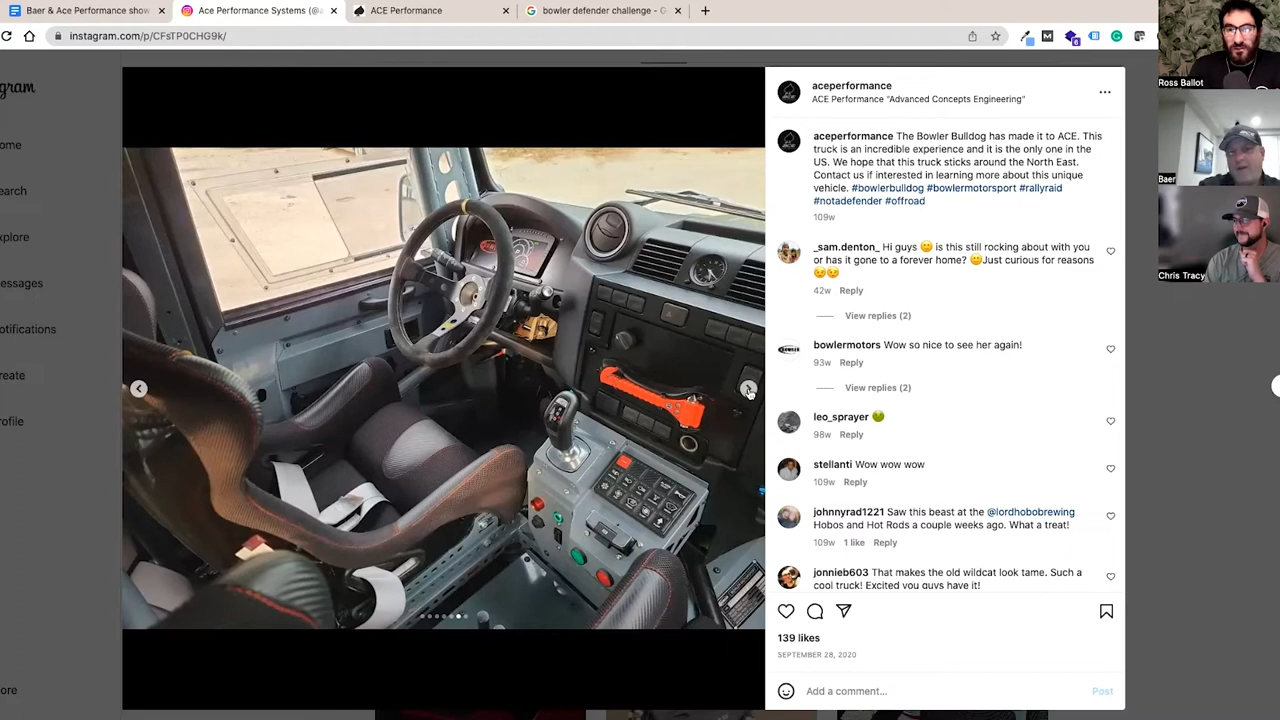 Baer & Ace Performance show
Ace Performance Systems (@a
ACE Performance
bowler defender challenge - G
instagram.com/p/CFsTP0CHG9k/
gram
ome
earch
xplore
essages
otifications
reate
rofile
ore
aceperformance
ACE Performance "Advanced Concepts Engineering"
aceperformance The Bowler Bulldog has made it to ACE. This
truck is an incredible experience and it is the only one in the
US. We hope that this truck sticks around the North East.
Contact us if interested in learning more about this unique
vehicle. #bowlerbulldog #bowlermotorsport #rallyraid
#notadefender #offroad
109w
_sam.denton_ Hi guys 🙂 is this still rocking about with you
or has it gone to a forever home? 🙂Just curious for reasons
😉😉
42w Reply
View replies (2)
bowlermotors Wow so nice to see her again!
93w Reply
View replies (2)
leo_sprayer
98w Reply
stellanti Wow wow wow
109w Reply
johnnyrad1221 Saw this beast at the @lordhobobrewing
Hobos and Hot Rods a couple weeks ago. What a treat!
109w 1 like Reply
jonnieb603 That makes the old wildcat look tame. Such a
cool truck! Excited you guys have it!
139 likes
SEPTEMBER 28, 2020
Add a comment...
Post
Ross Ballot
Baer
Chris Tracy